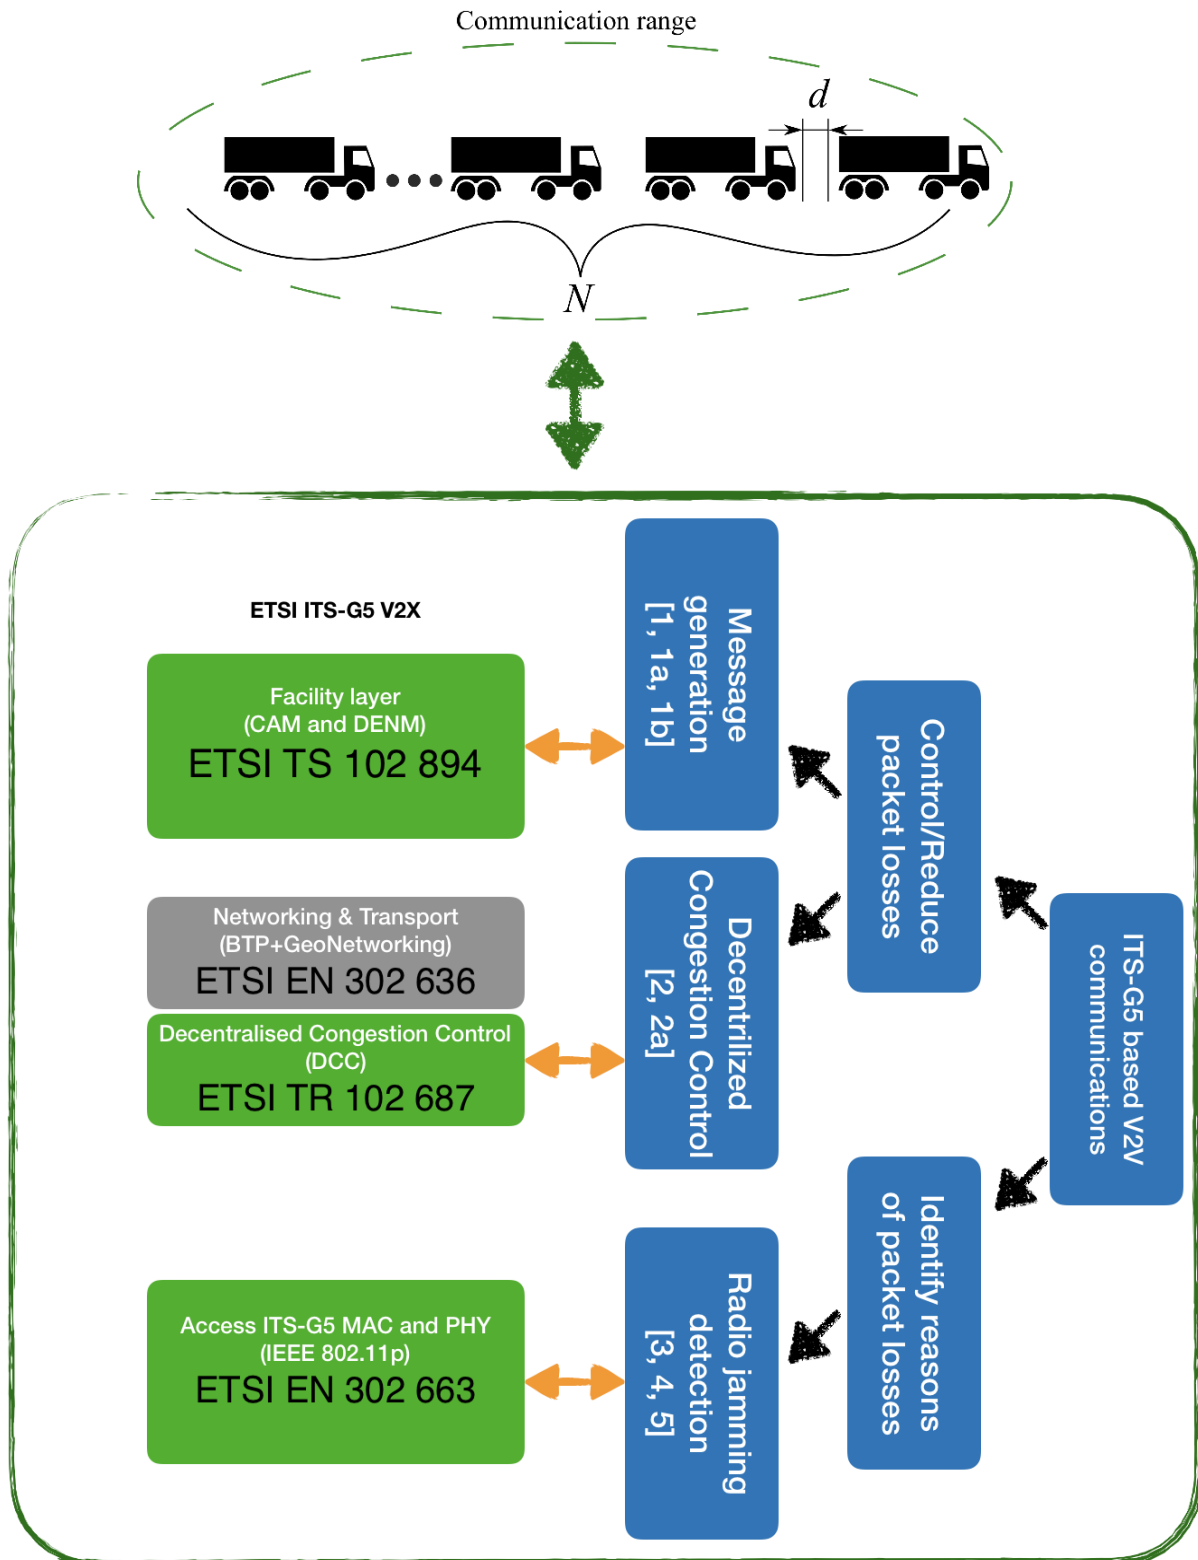 Communication range
d
N
ETSI ITS-G5 V2X
Facility layer
(CAM and DENM)
ETSI TS 102 894
Networking & Transport
(BTP+GeoNetworking)
ETSI EN 302 636
Decentralised Congestion Control
(DCC)
ETSI TR 102 687
Access ITS-G5 MAC and PHY
(IEEE 802.11p)
ETSI EN 302 663
Message
generation
[1, 1a, 1b]
Decentrilized
Congestion Control
[2, 2a]
Radio jamming
detection
[3, 4, 5]
Control/Reduce
packet losses
Identify reasons
of packet losses
ITS-G5 based V2V
communications